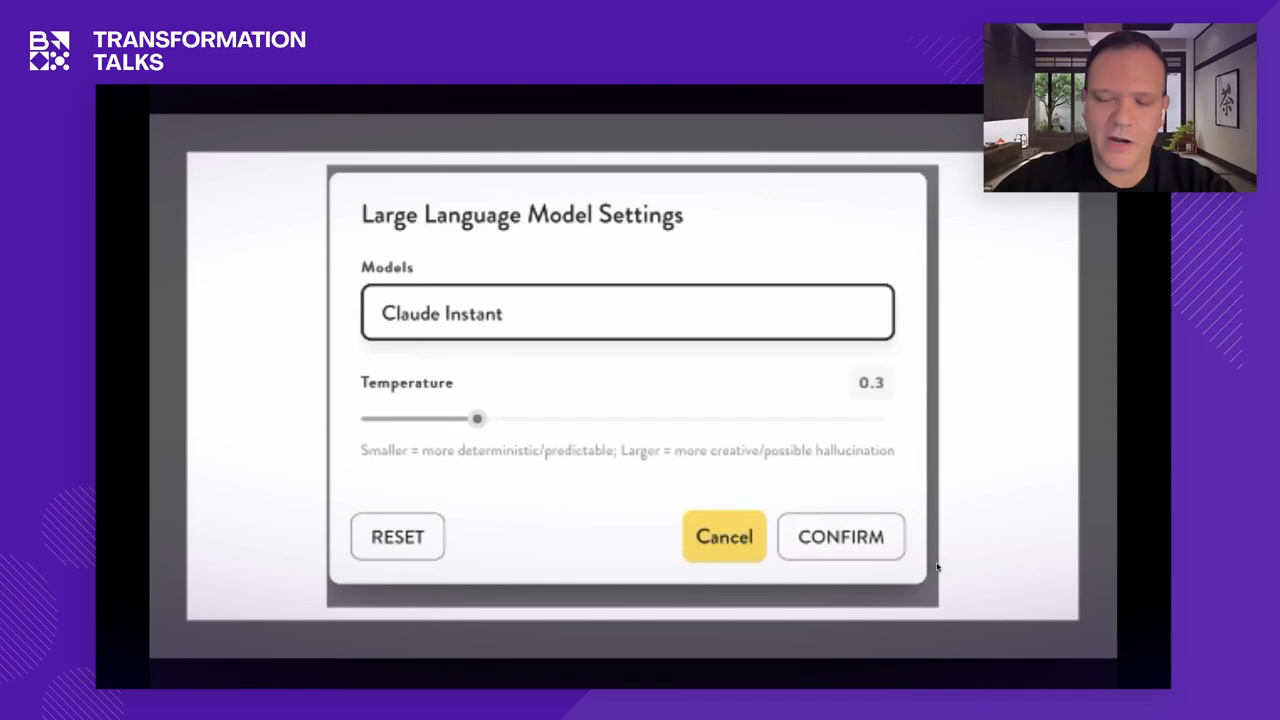 TRANSFORMATION
TALKS
茶
Large Language Model Settings
Models
Claude Instant
Temperature
0.3
Smaller = more deterministic/predictable; Larger = more creative/possible hallucination
RESET
Cancel
CONFIRM